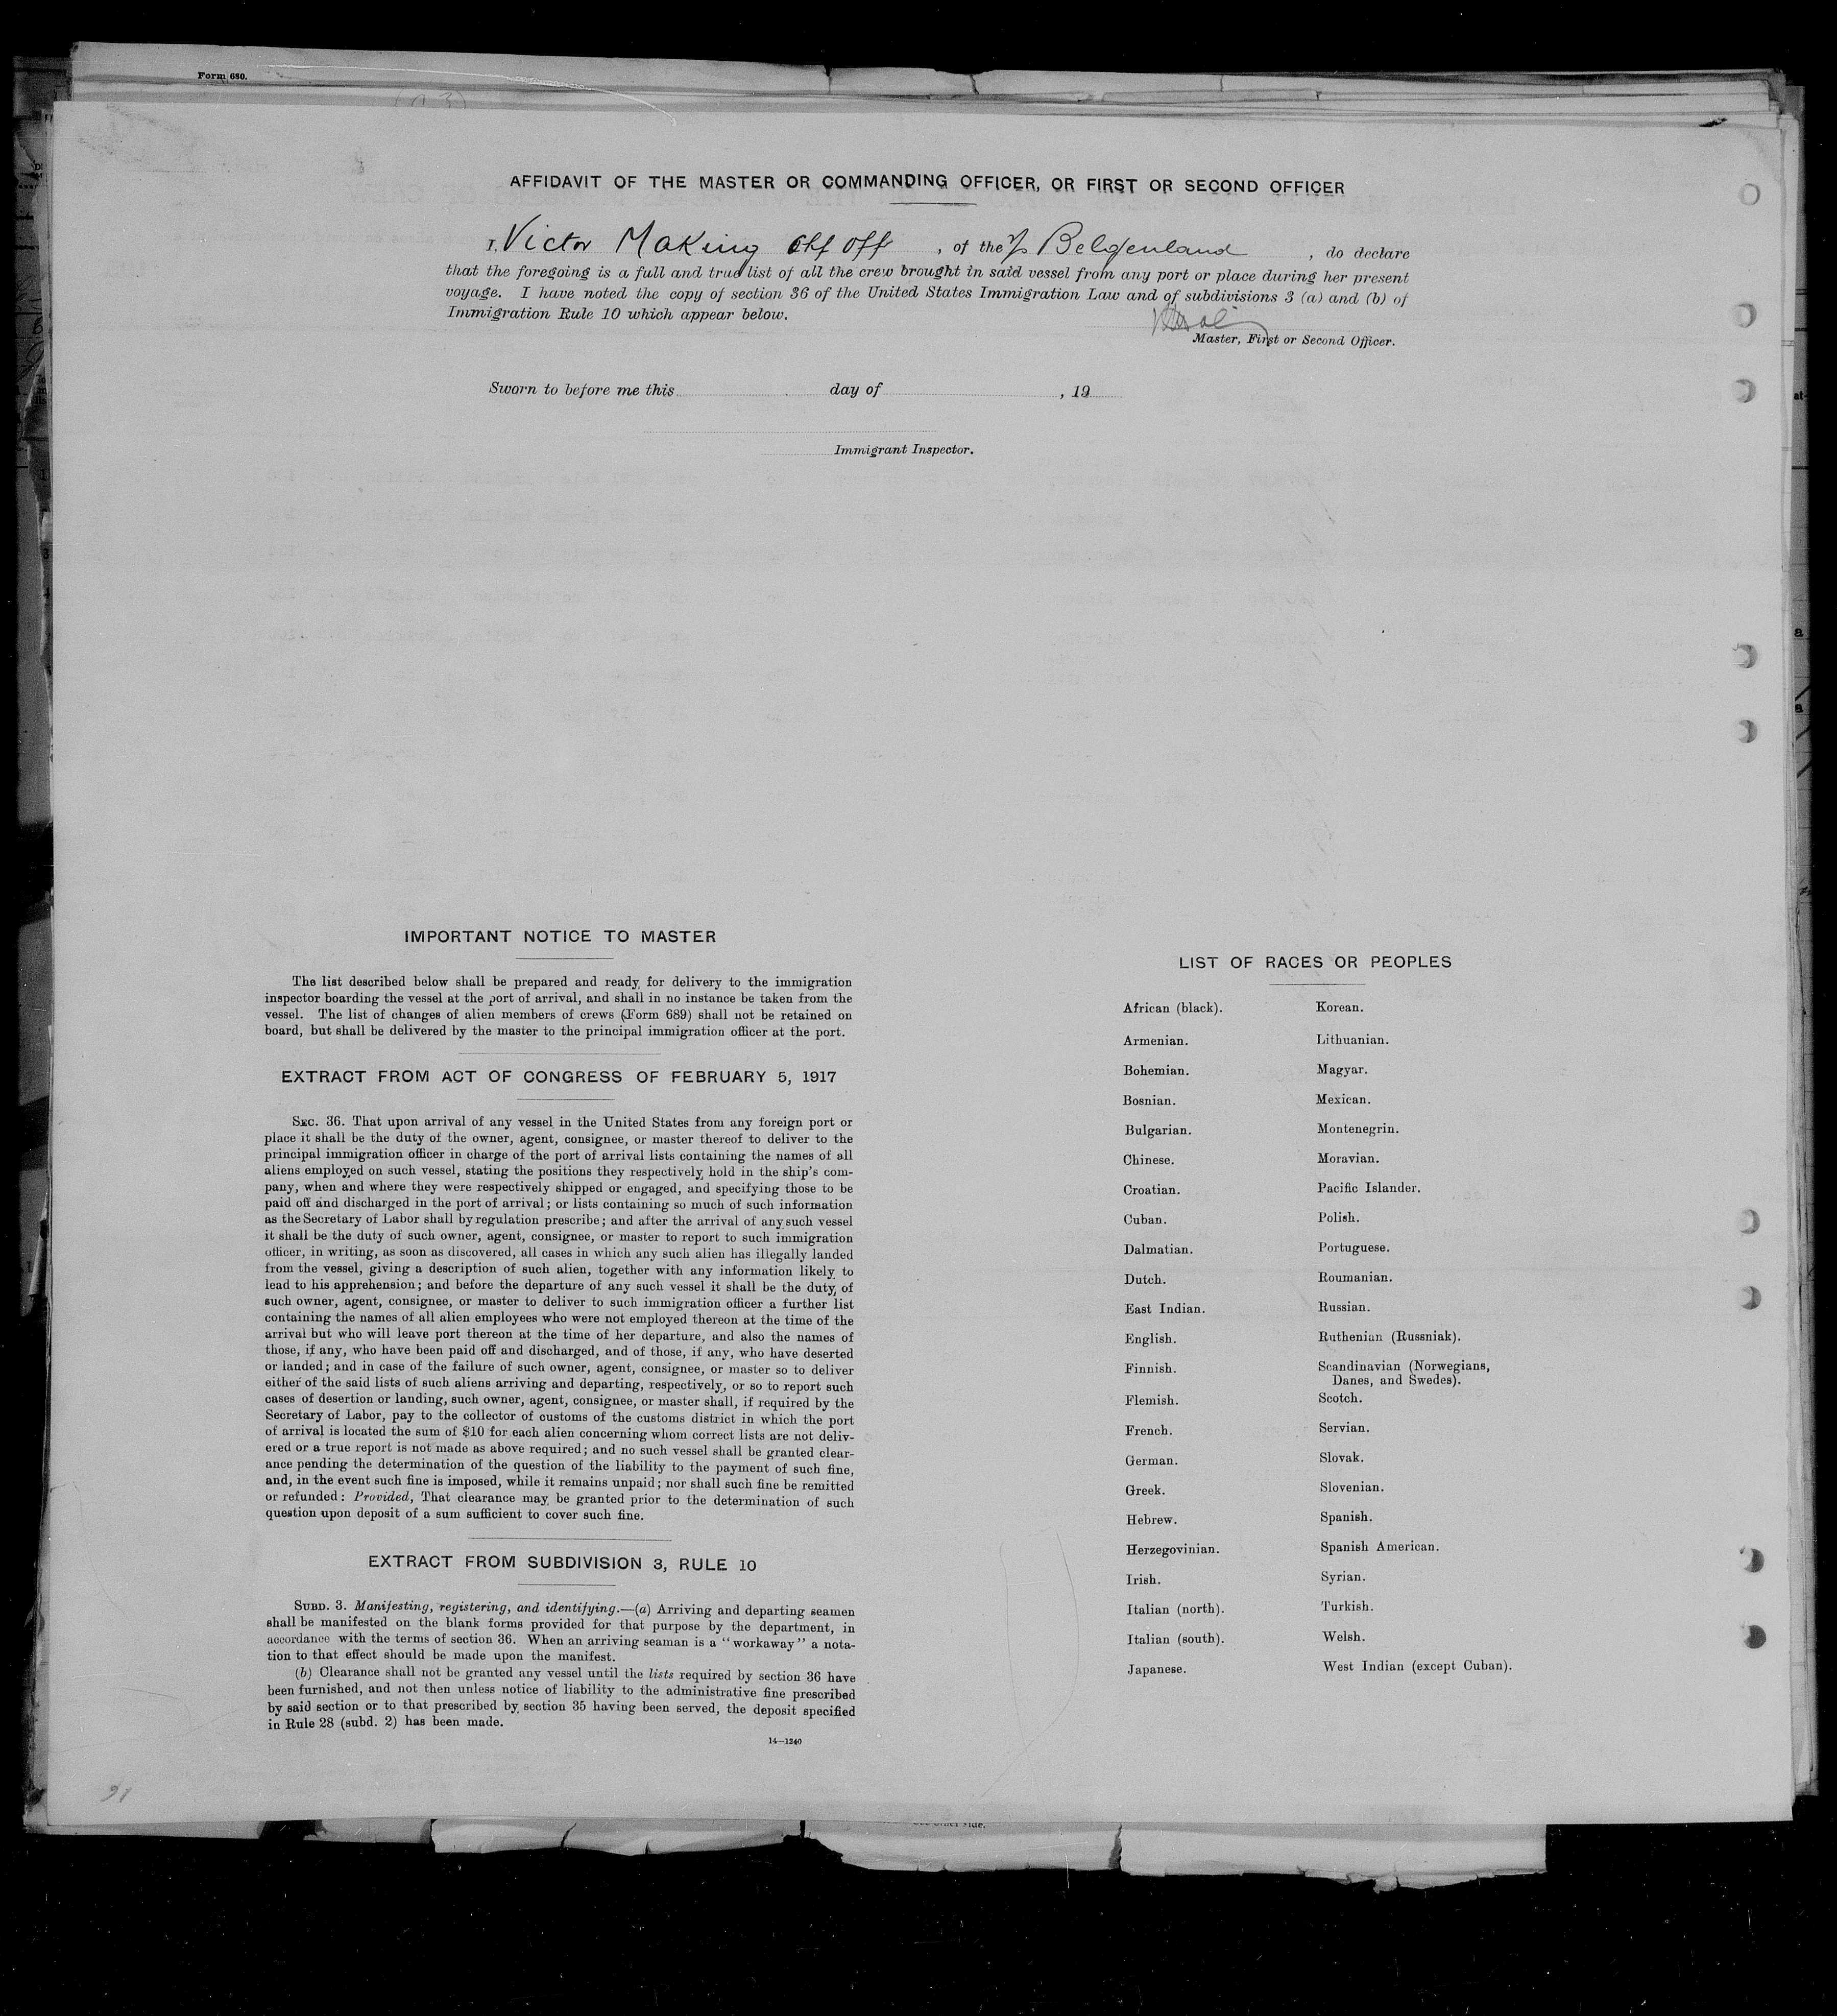 Form 680.
AFFIDAVIT OF THE MASTER OR COMMANDING OFFICER, OR FIRST OR SECOND OFFICER
I, Victor Making Chf Off , of the Belgenland , do declare
that the foregoing is a full and true list of all the crew brought in said vessel from any port or place during her present
voyage. I have noted the copy of section 36 of the United States Immigration Law and of subdivisions 3 (a) and (b) of
Immigration Rule 10 which appear below.
Master, First or Second Officer.
Sworn to before me this day of , 19
Immigrant Inspector.
IMPORTANT NOTICE TO MASTER
The list described below shall be prepared and ready for delivery to the immigration
inspector boarding the vessel at the port of arrival, and shall in no instance be taken from the
vessel. The list of changes of alien members of crews (Form 689) shall not be retained on
board, but shall be delivered by the master to the principal immigration officer at the port.
EXTRACT FROM ACT OF CONGRESS OF FEBRUARY 5, 1917
SEC. 36. That upon arrival of any vessel in the United States from any foreign port or
place it shall be the duty of the owner, agent, consignee, or master thereof to deliver to the
principal immigration officer in charge of the port of arrival lists containing the names of all
aliens employed on such vessel, stating the positions they respectively hold in the ship's com-
pany, when and where they were respectively shipped or engaged, and specifying those to be
paid off and discharged in the port of arrival; or lists containing so much of such information
as the Secretary of Labor shall by regulation prescribe; and after the arrival of any such vessel
it shall be the duty of such owner, agent, consignee, or master to report to such immigration
officer, in writing, as soon as discovered, all cases in which any such alien has illegally landed
from the vessel, giving a description of such alien, together with any information likely to
lead to his apprehension; and before the departure of any such vessel it shall be the duty of
such owner, agent, consignee, or master to deliver to such immigration officer a further list
containing the names of all alien employees who were not employed thereon at the time of the
arrival but who will leave port thereon at the time of her departure, and also the names of
those, if any, who have been paid off and discharged, and of those, if any, who have deserted
or landed; and in case of the failure of such owner, agent, consignee, or master so to deliver
either of the said lists of such aliens arriving and departing, respectively, or so to report such
cases of desertion or landing, such owner, agent, consignee, or master shall, if required by the
Secretary of Labor, pay to the collector of customs of the customs district in which the port
of arrival is located the sum of $10 for each alien concerning whom correct lists are not deliv-
ered or a true report is not made as above required; and no such vessel shall be granted clear-
ance pending the determination of the question of the liability to the payment of such fine,
and, in the event such fine is imposed, while it remains unpaid; nor shall such fine be remitted
or refunded: Provided, That clearance may be granted prior to the determination of such
question upon deposit of a sum sufficient to cover such fine.
EXTRACT FROM SUBDIVISION 3, RULE 10
SUBD. 3. Manifesting, registering, and identifying.—(a) Arriving and departing seamen
shall be manifested on the blank forms provided for that purpose by the department, in
accordance with the terms of section 36. When an arriving seaman is a "workaway" a nota-
tion to that effect should be made upon the manifest.
(b) Clearance shall not be granted any vessel until the lists required by section 36 have
been furnished, and not then unless notice of liability to the administrative fine prescribed
by said section or to that prescribed by section 35 having been served, the deposit specified
in Rule 28 (subd. 2) has been made.
14—1240
LIST OF RACES OR PEOPLES
African (black). Korean.
Armenian. Lithuanian.
Bohemian. Magyar.
Bosnian. Mexican.
Bulgarian. Montenegrin.
Chinese. Moravian.
Croatian. Pacific Islander.
Cuban. Polish.
Dalmatian. Portuguese.
Dutch. Roumanian.
East Indian. Russian.
English. Ruthenian (Russniak).
Finnish. Scandinavian (Norwegians,
Danes, and Swedes).
Flemish. Scotch.
French. Servian.
German. Slovak.
Greek. Slovenian.
Hebrew. Spanish.
Herzegovinian. Spanish American.
Irish. Syrian.
Italian (north). Turkish.
Italian (south). Welsh.
Japanese. West Indian (except Cuban).